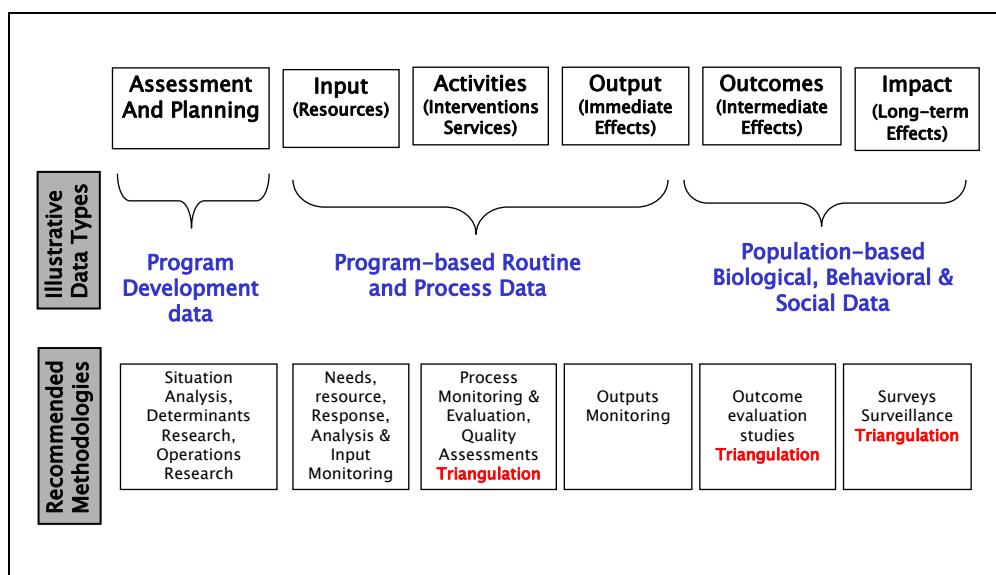 Assessment
And Planning
Input
(Resources)
Activities
(Interventions
Services)
Output
(Immediate
Effects)
Outcomes
(Intermediate
Effects)
Impact
(Long-term
Effects)
Illustrative
Data Types
Program
Development
data
Program-based Routine
and Process Data
Population-based
Biological, Behavioral &
Social Data
Recommended
Methodologies
Situation
Analysis,
Determinants
Research,
Operations
Research
Needs,
resource,
Response,
Analysis &
Input
Monitoring
Process
Monitoring &
Evaluation,
Quality
Assessments
Triangulation
Outputs
Monitoring
Outcome
evaluation
studies
Triangulation
Surveys
Surveillance
Triangulation